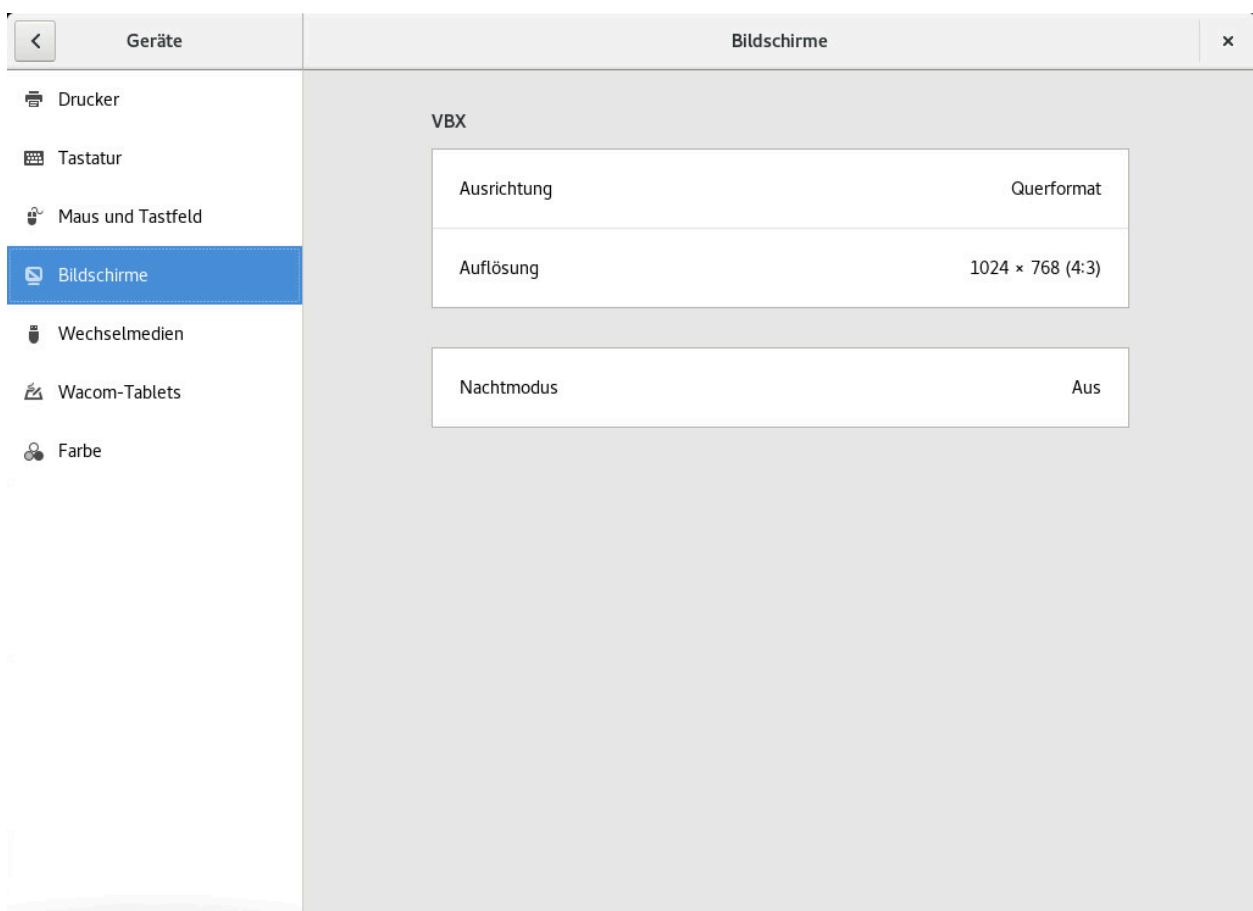 Geräte
Bildschirme
Drucker
Tastatur
Maus und Tastfeld
Bildschirme
Wechselmedien
Wacom-Tablets
Farbe
VBX
Ausrichtung Querformat
Auflösung 1024 × 768 (4:3)
Nachtmodus Aus